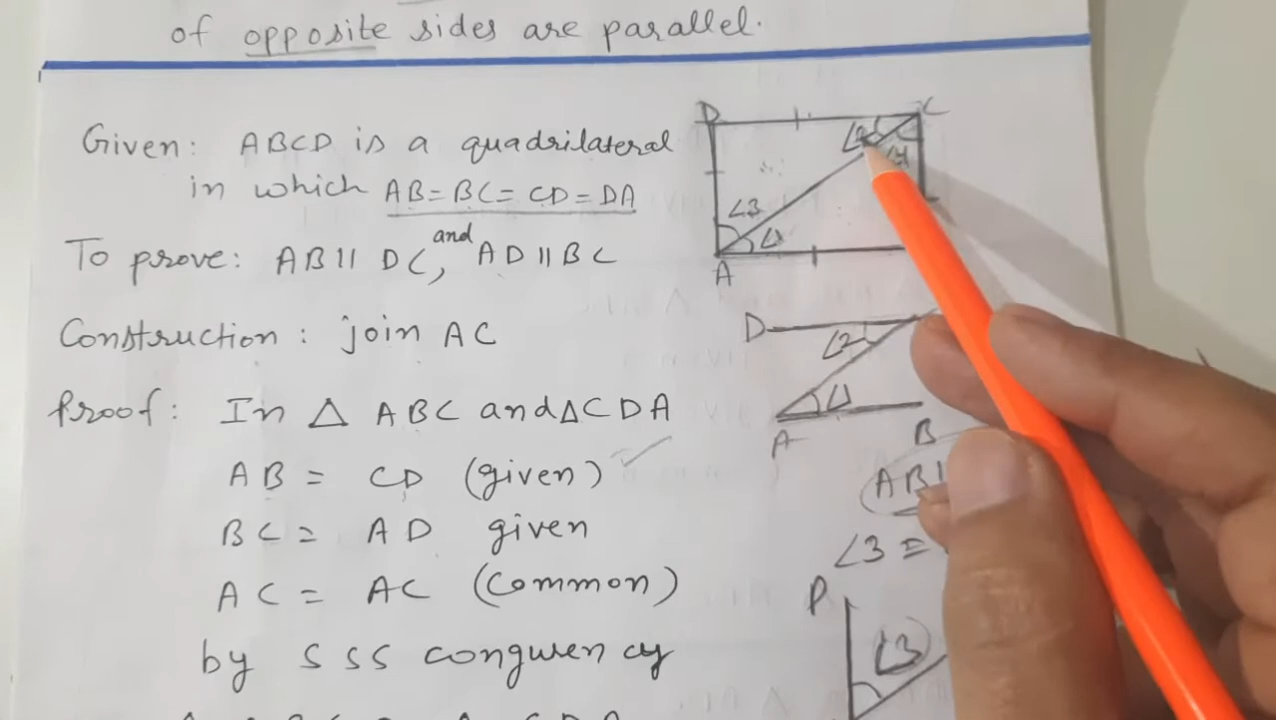 of opposite sides are parallel.
Given: ABCD is a quadrilateral
in which AB=BC=CD=DA
To prove: AB || DC, and AD || BC
Construction: join AC
Proof: In △ ABC and △CDA
AB = CD (given) ✓
BC = AD given
AC = AC (common)
by SSS congruency
D C
∠2 ∠4
∠3 ∠1
A
D
∠2
∠1
A B
AB||
∠3 =
∠3